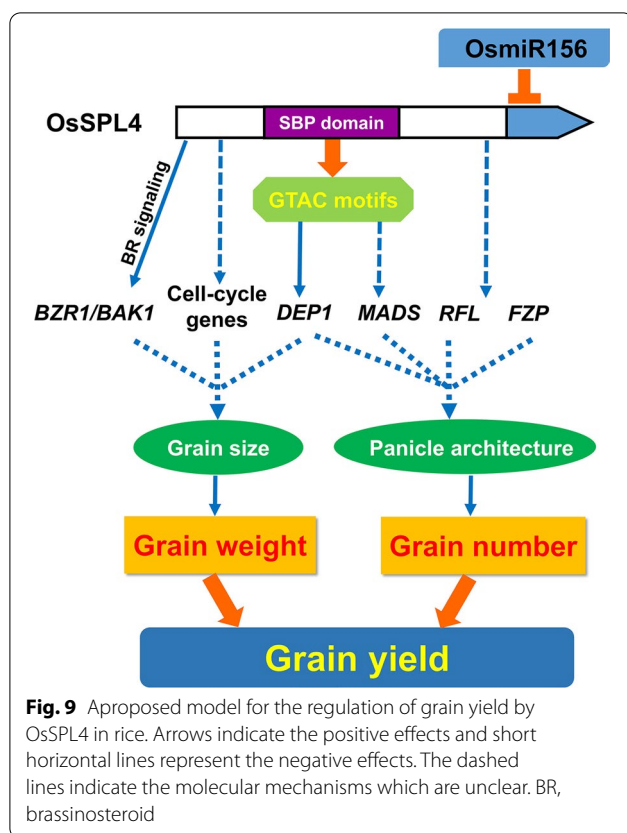 OsmiR156
OsSPL4
SBP domain
GTAC motifs
BR signaling
BZR1/BAK1
Cell-cycle
genes
DEP1
MADS
RFL
FZP
Grain size
Panicle architecture
Grain weight
Grain number
Grain yield
Fig. 9 Aproposed model for the regulation of grain yield by
OsSPL4 in rice. Arrows indicate the positive effects and short
horizontal lines represent the negative effects. The dashed
lines indicate the molecular mechanisms which are unclear. BR,
brassinosteroid